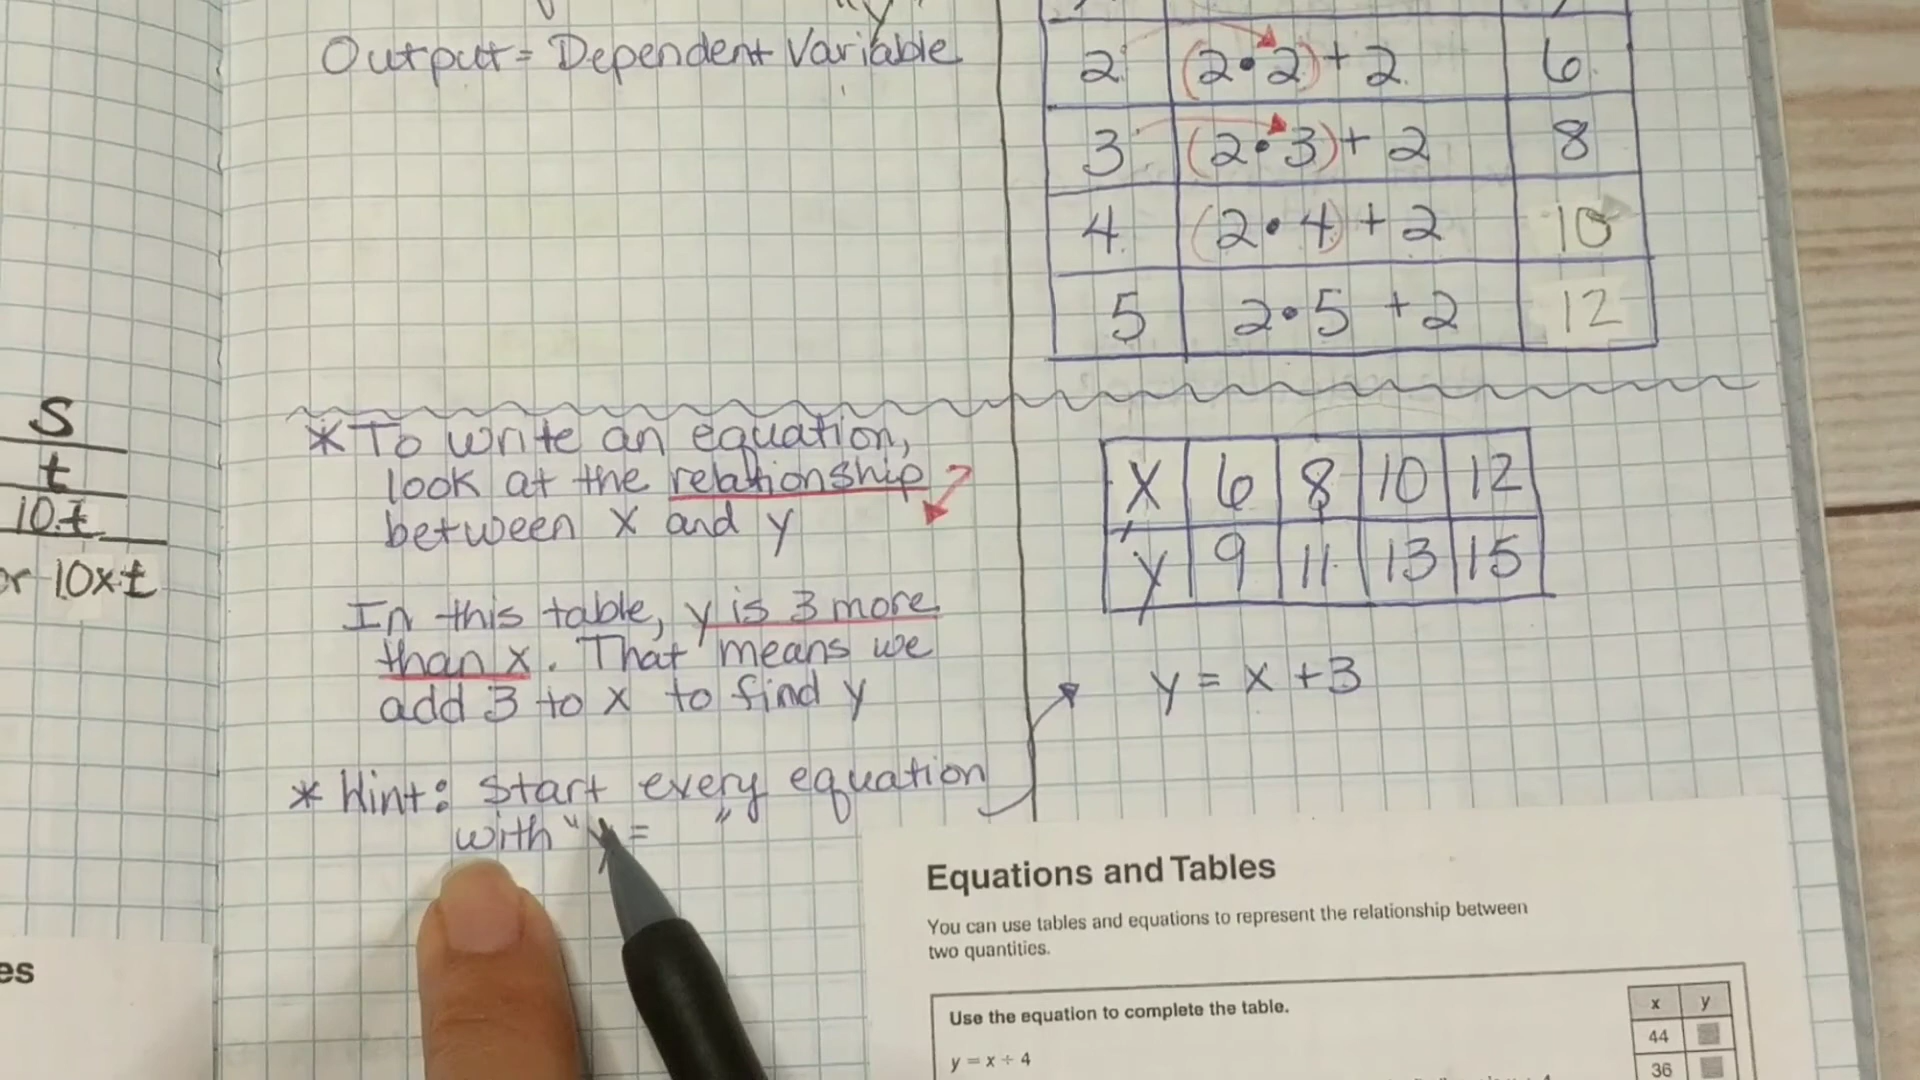 "y"
Output = Dependent Variable
2 (2•2)+2 6
3 (2•3)+2 8
4 (2•4)+2 10
5 2•5 +2 12
S
t
10.t
or 10xt
es
*To write an equation,
look at the relationship
between x and y
In this table, y is 3 more
than x. That means we
add 3 to x to find y
* Hint: Start every equation
with "y= "
X 6 8 10 12
y 9 11 13 15
y = x +3
Equations and Tables
You can use tables and equations to represent the relationship between
two quantities.
Use the equation to complete the table.
y = x ÷ 4
x y
44
36